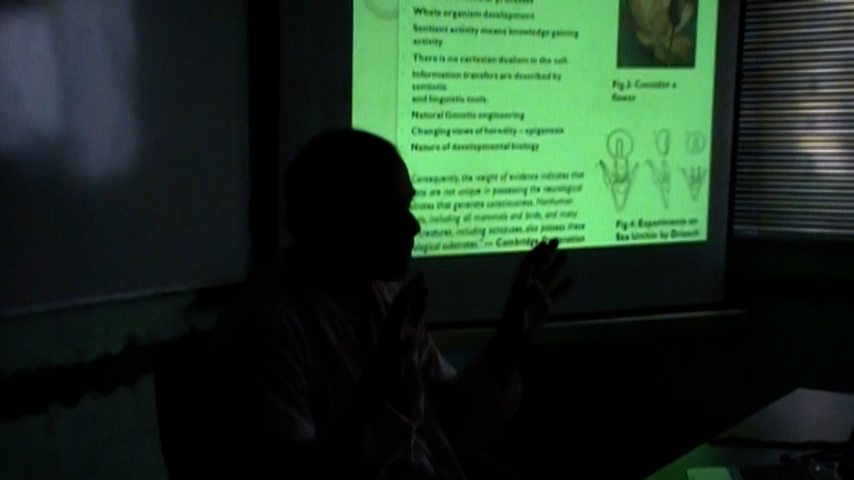 Whole organism development
Sentient activity means knowledge gaining
activity
There is no cartesian dualism in the cell.
Information transfers are described by
semiotic
and linguistic tools.
Natural Genetic engineering
Changing views of heredity - epigenesis
Nature of developmental biology
Consequently, the weight of evidence indicates that
are not unique in possessing the neurological
that generate consciousness. Nonhuman
including all mammals and birds, and many
creatures, including octopuses, also possess these
substrates." — Cambridge
Fig.3: Consider a
flower
Fig 4: Experiments on
Sea Urchin by Driesch